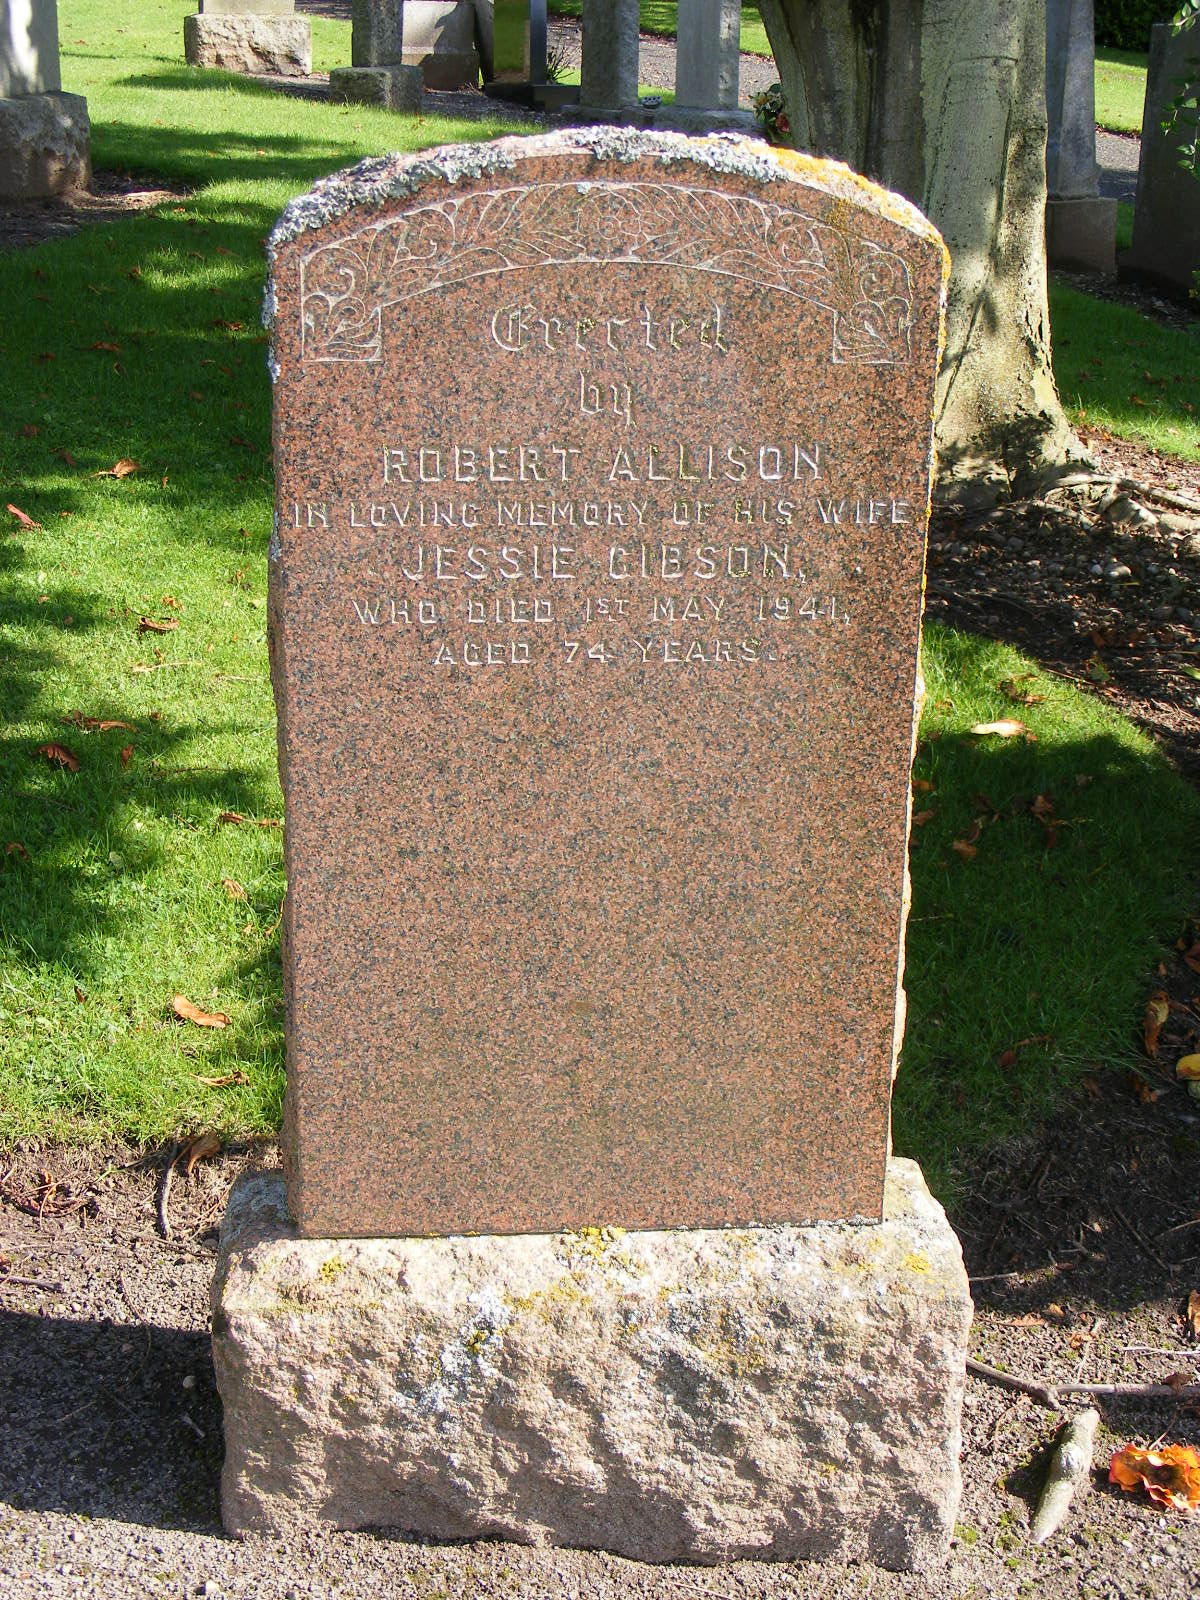 Erected
by
ROBERT ALLISON
IN LOVING MEMORY OF HIS WIFE
JESSIE GIBSON,
WHO DIED 1ST MAY 1941,
AGED 74 YEARS.